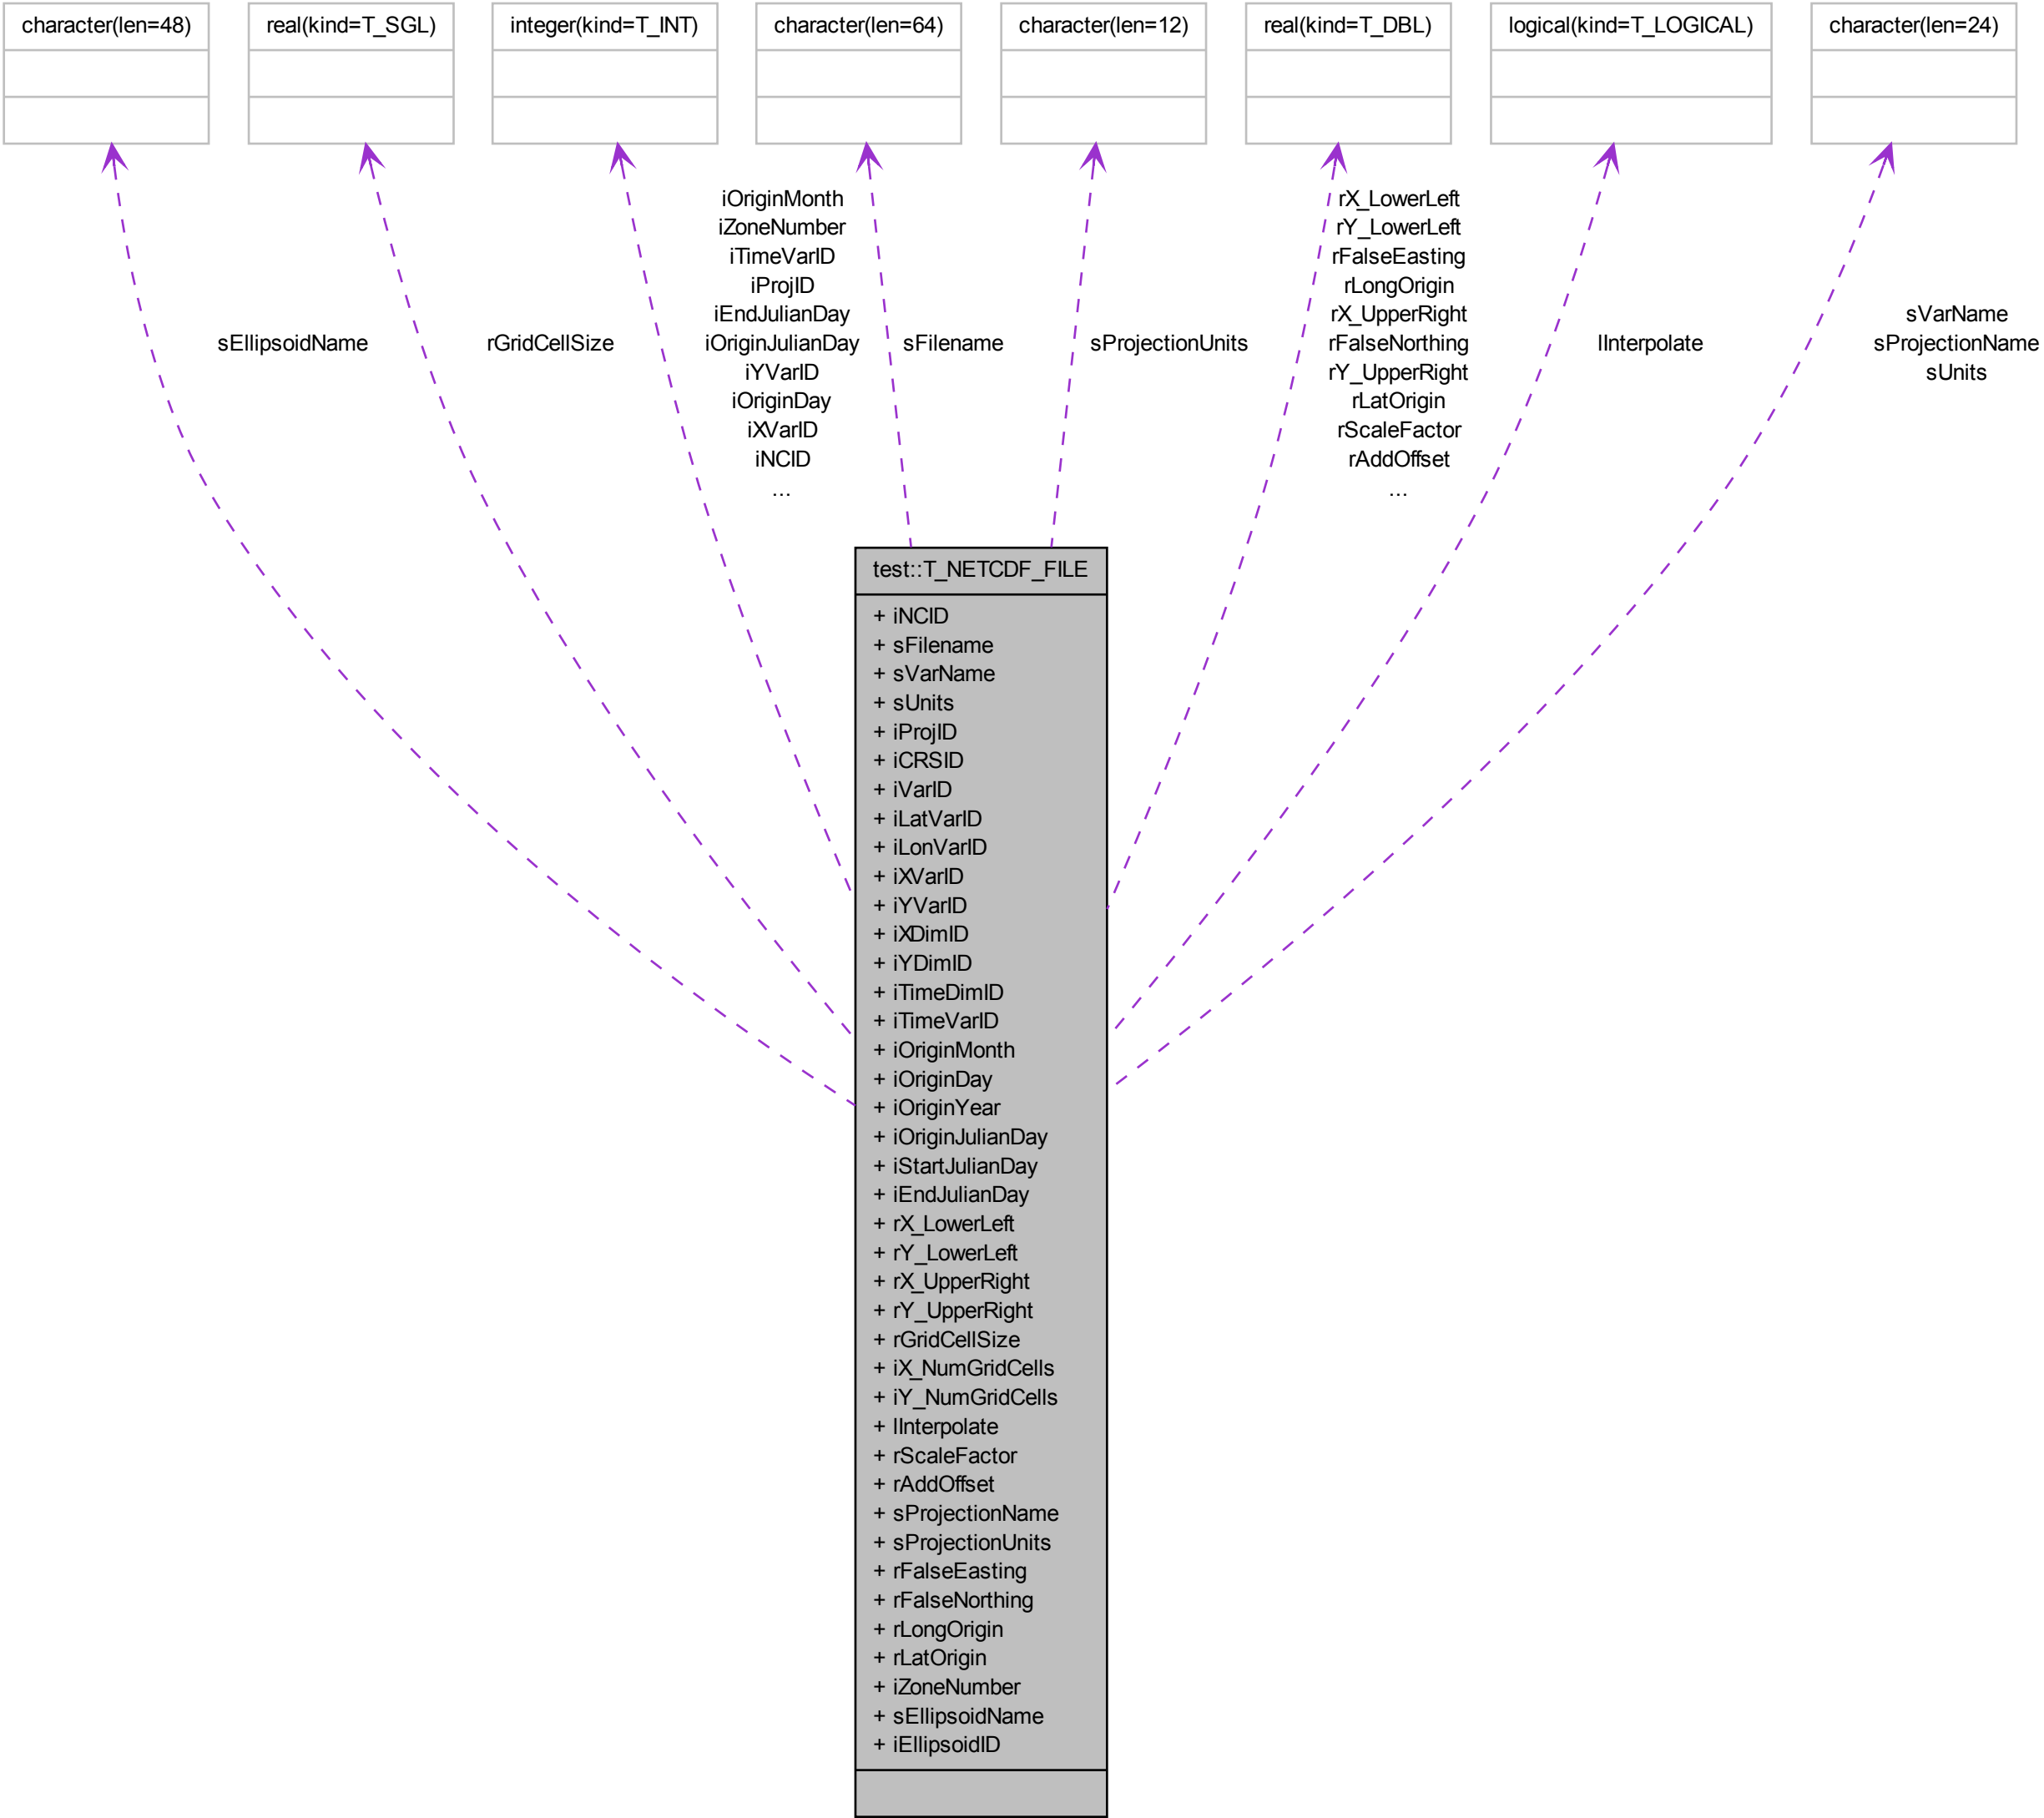 character(len=48)
real(kind=T_SGL)
integer(kind=T_INT)
character(len=64)
character(len=12)
real(kind=T_DBL)
logical(kind=T_LOGICAL)
character(len=24)
sEllipsoidName
rGridCellSize
iOriginMonth
iZoneNumber
iTimeVarID
iProjID
iEndJulianDay
iOriginJulianDay
iYVarID
iOriginDay
iXVarID
iNCID
...
sFilename
sProjectionUnits
rX_LowerLeft
rY_LowerLeft
rFalseEasting
rLongOrigin
rX_UpperRight
rFalseNorthing
rY_UpperRight
rLatOrigin
rScaleFactor
rAddOffset
...
lInterpolate
sVarName
sProjectionName
sUnits
test::T_NETCDF_FILE
+ iNCID
+ sFilename
+ sVarName
+ sUnits
+ iProjID
+ iCRSID
+ iVarID
+ iLatVarID
+ iLonVarID
+ iXVarID
+ iYVarID
+ iXDimID
+ iYDimID
+ iTimeDimID
+ iTimeVarID
+ iOriginMonth
+ iOriginDay
+ iOriginYear
+ iOriginJulianDay
+ iStartJulianDay
+ iEndJulianDay
+ rX_LowerLeft
+ rY_LowerLeft
+ rX_UpperRight
+ rY_UpperRight
+ rGridCellSize
+ iX_NumGridCells
+ iY_NumGridCells
+ lInterpolate
+ rScaleFactor
+ rAddOffset
+ sProjectionName
+ sProjectionUnits
+ rFalseEasting
+ rFalseNorthing
+ rLongOrigin
+ rLatOrigin
+ iZoneNumber
+ sEllipsoidName
+ iEllipsoidID